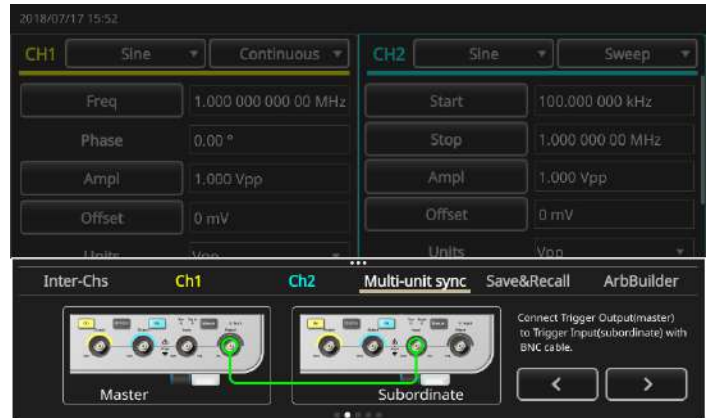 2018/07/17 15:52
CH1 Sine Continuous CH2 Sine Sweep
Freq 1.000 000 000 00 MHz Start 100.000 000 kHz
Phase 0.00 ° Stop 1.000 000 00 MHz
Ampl 1.000 Vpp Ampl 1.000 Vpp
Offset 0 mV Offset 0 mV
Units Vpp Units Vpp
Inter-Chs Ch1 Ch2 Multi-unit sync Save&Recall ArbBuilder
Connect Trigger Output(master)
to Trigger Input(subordinate) with
BNC cable.
Master Subordinate < >